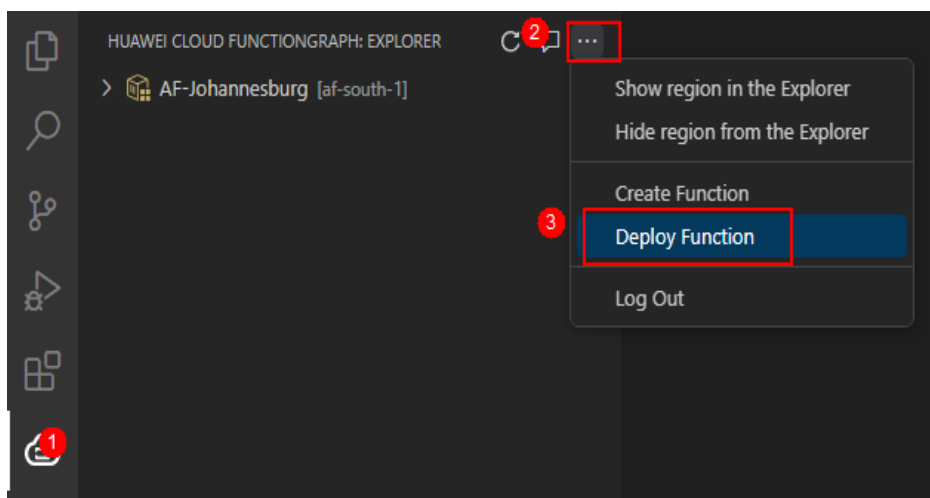 HUAWEI CLOUD FUNCTIONGRAPH: EXPLORER
2
AF-Johannesburg [af-south-1]
Show region in the Explorer
Hide region from the Explorer
Create Function
3
Deploy Function
Log Out
1